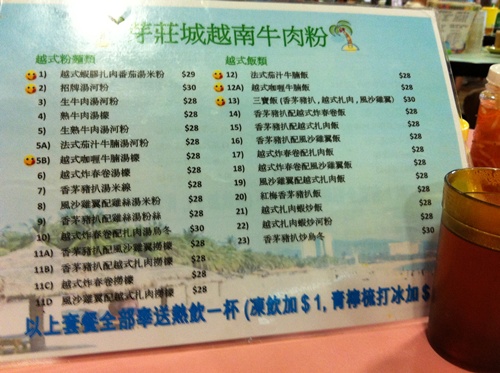 芽莊城越南牛肉粉
越式粉麵類
1) 越式蝦膠扎肉番茄湯米粉 $29
2) 招牌湯河粉 $30
3) 生牛肉湯河粉 $28
4) 熟牛肉湯檬 $28
5) 生熟牛肉湯河粉 $28
5A) 法式茄汁牛腩湯河粉 $28
5B) 越式咖喱牛腩湯檬 $28
6) 越式炸春卷湯檬 $28
7) 香茅豬扒湯米線 $28
8) 風沙雞翼配雞絲湯米粉 $28
9) 香茅豬扒配雞絲湯粉絲 $28
10) 越式炸春卷配扎肉湯烏冬 $30
11A) 香茅豬扒配風沙雞翼撈檬 $28
11B) 香茅豬扒配越式扎肉撈檬 $28
11C) 越式炸春卷撈檬 $28
11D 風沙雞翼配越式扎肉撈檬 $28
越式飯類
12) 法式茄汁牛腩飯 $28
12A) 越式咖喱牛腩飯 $28
13) 三寶飯(香茅豬扒,越式扎肉,風沙雞翼) $30
14 香茅豬扒配越式炸春卷飯 $28
15) 香茅豬扒配越式扎肉飯 $28
16) 香茅豬扒配風沙雞翼飯 $28
17) 越式炸春卷配扎肉飯 $28
18) 越式炸春卷配風沙雞翼飯 $28
19) 風沙雞翼配越式扎肉飯 $28
20) 紅梅香茅豬扒飯 $28
21) 越式扎肉蝦炒飯 $28
22) 越式扎肉蝦炒河粉 $28
23) 香茅豬扒炒烏冬 $30
以上套餐全部奉送熱飲一杯 (凍飲加$1, 青檸梳打冰加$